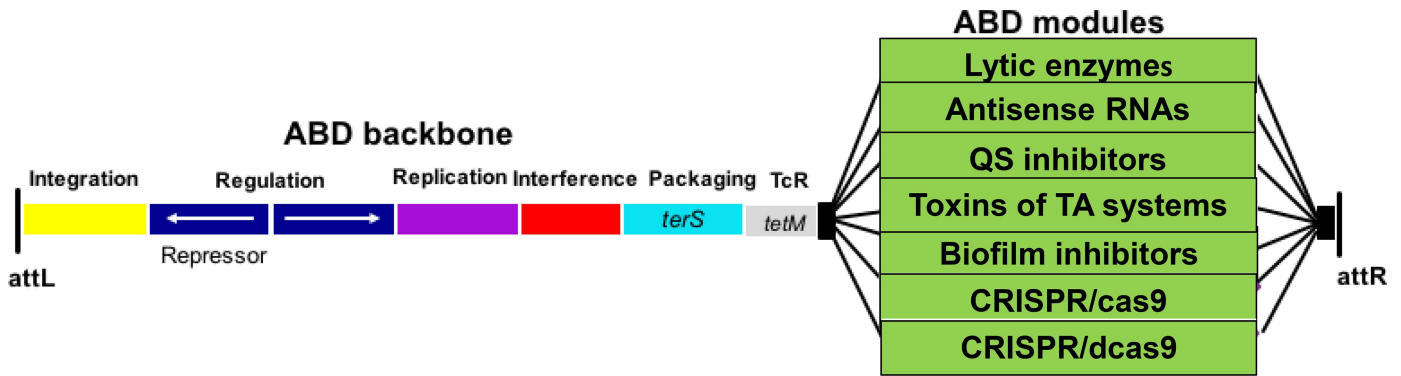 ABD modules
Lytic enzymes
Antisense RNAs
QS inhibitors
Toxins of TA systems
Biofilm inhibitors
CRISPR/cas9
CRISPR/dcas9
ABD backbone
Integration Regulation Replication Interference Packaging TcR
terS tetM
Repressor
attL
attR